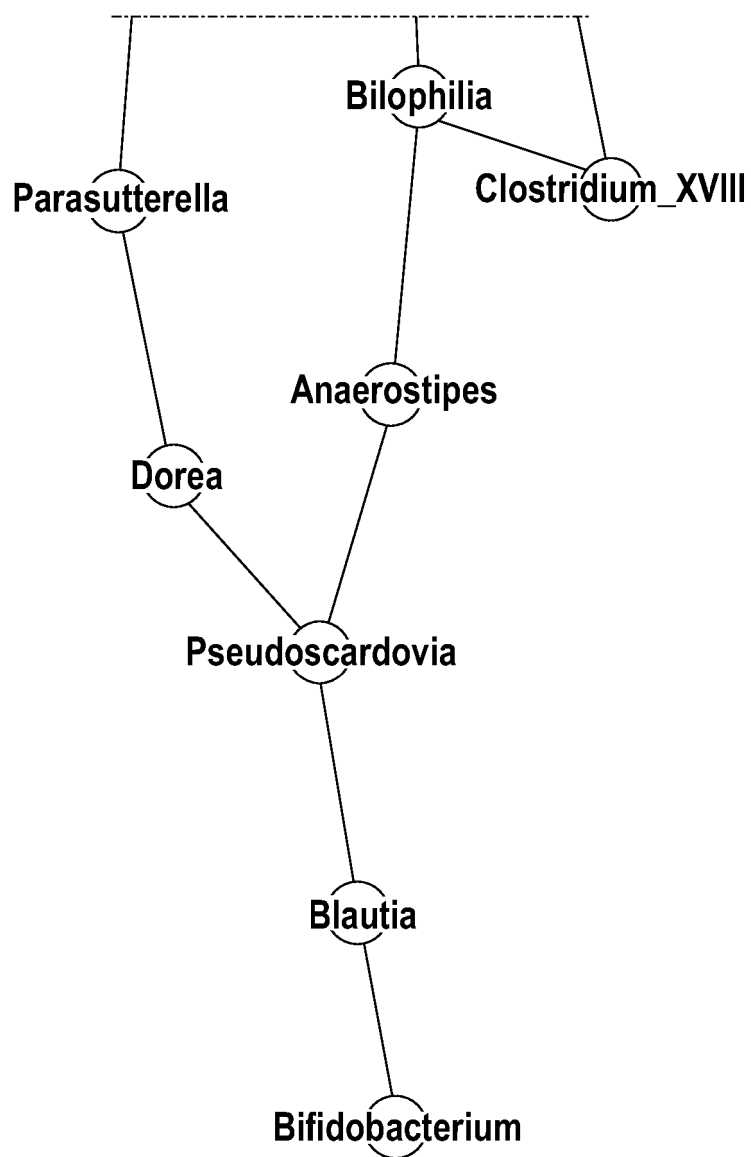 Bilophilia
Clostridium_XVIII
Parasutterella
Anaerostipes
Dorea
Pseudoscardovia
Blautia
Bifidobacterium